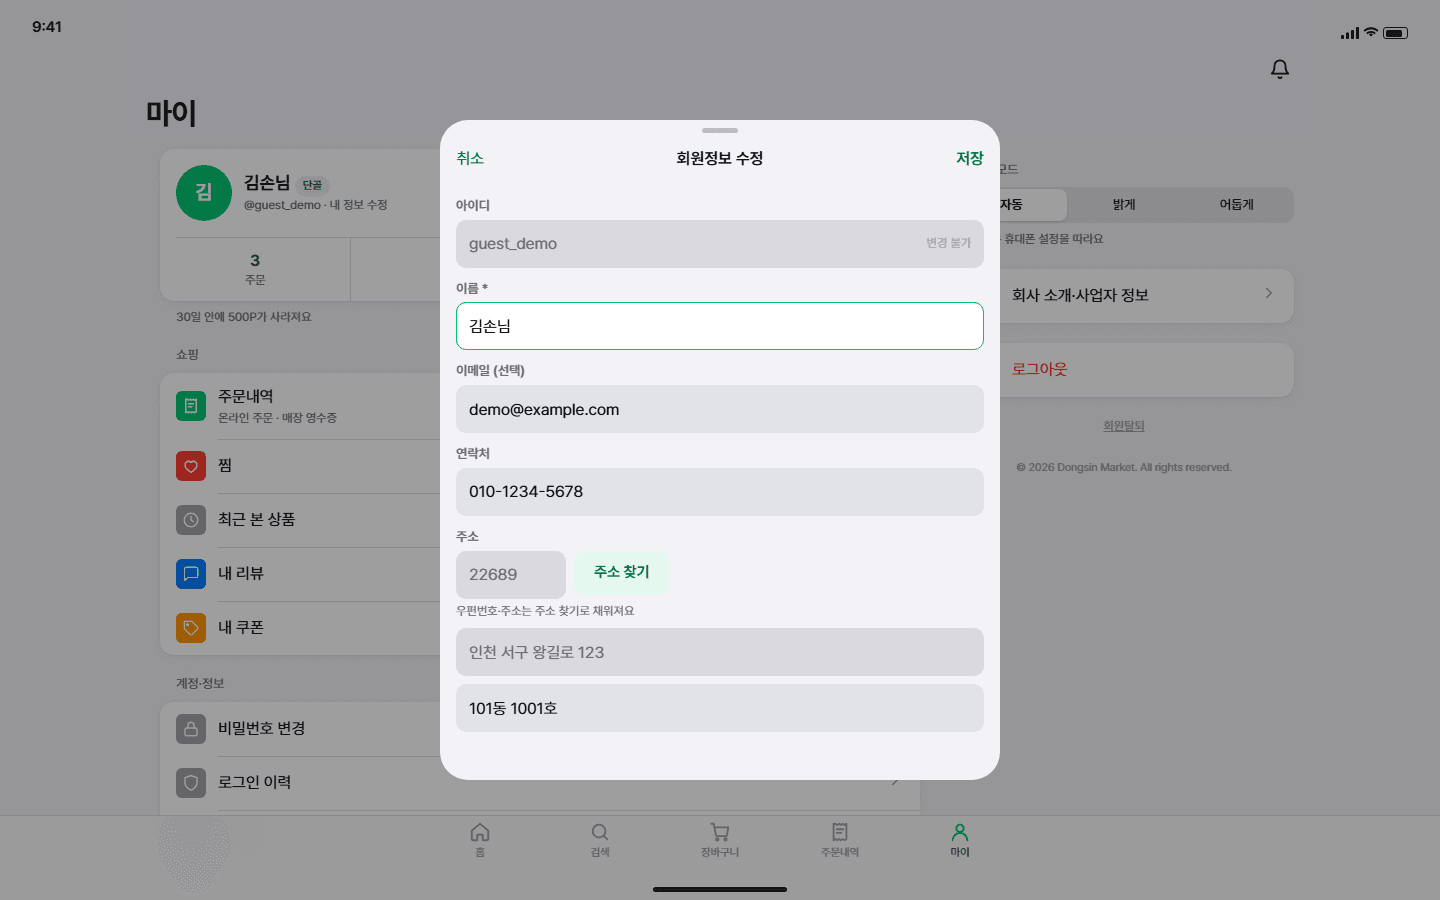 9:41
마이
김
김손님 단골
@guest_demo · 내 정보 수정
3
주문
30일 안에 500P가 사라져요
쇼핑
주문내역
온라인 주문 · 매장 영수증
찜
최근 본 상품
내 리뷰
내 쿠폰
계정·정보
비밀번호 변경
로그인 이력
취소
회원정보 수정
저장
아이디
guest_demo
변경 불가
이름 *
김손님
이메일 (선택)
demo@example.com
연락처
010-1234-5678
주소
22689
주소 찾기
우편번호·주소는 주소 찾기로 채워져요
인천 서구 왕길로 123
101동 1001호
모드
자동
밝게
어둡게
휴대폰 설정을 따라요
회사 소개·사업자 정보
로그아웃
회원탈퇴
© 2026 Dongsin Market. All rights reserved.
홈
검색
장바구니
주문내역
마이